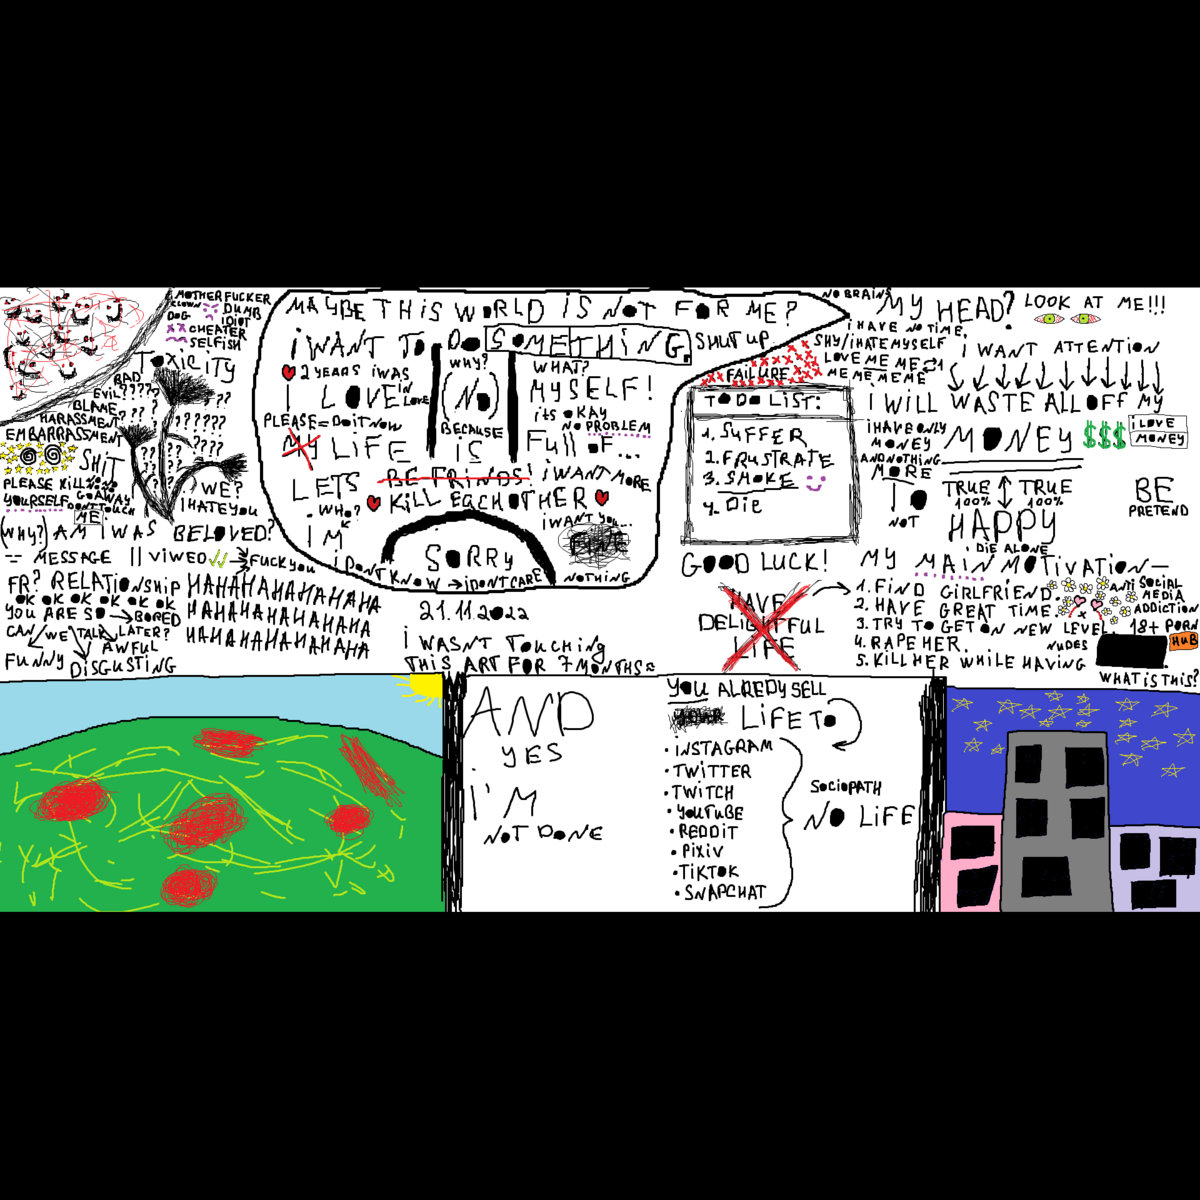 MOTHERFUCKER
CLOWN
DUMB
DOG
IDIOT
CHEATER
SELFISH
TOXICITY
BAD
EVIL?????
BLAME
HARASSMENT
EMBARRASSMENT
SHIT
PLEASE KILL
YOURSELF
NO NO
GO AWAY
DON'T TOUCH
ME
WE?
I HATE YOU
(WHY?) AM I WAS BELOVED?
MESSAGE || VIWED → FUCK YOU
FR? RELATIONSHIP
OK OK OK OK OK OK OK
YOU ARE SO → BORED
CAN WE TALK LATER?
AWFUL
FUNNY
DISGUSTING
HAHAHAHAHAHAHA
HAHAHAHAHAHAHA
HAHAHAHAHAHAHA
MAYBE THIS WORLD IS NOT FOR ME?
I WANT TO DO SOMETHING
SHUT UP
2 YEARS I WAS
I LOVE IN LOVE
WHY?
(NO)
BECAUSE
WHAT?
MYSELF!
ITS OKAY
NO PROBLEM
PLEASE = DO IT NOW
MY LIFE IS FULL OF...
LETS BE FRINDS!
I WANT MORE
KILL EACH OTHER
WHO?
I'M
SORRY
I WANT YOU...
FINE
NOTHING
I DONT KNOW → I DONT CARE
21.11.2022
I WASN'T TOUCHING
THIS ART FOR 7 MONTHS
FAILURE
TO DO LIST:
1. SUFFER
2. FRUSTRATE
3. SMOKE
4. DIE
GOOD LUCK!
HAVE
DELIGHTFUL
LIFE
NO BRAINS
MY HEAD?
LOOK AT ME!!!
I HAVE NO TIME,
SHY/I HATE MYSELF
LOVE ME ME
ME ME ME ME
I WANT ATTENTION
I WILL WASTE ALL OFF MY
MONEY $$$
I LOVE
MONEY
I HAVE ONLY
MONEY
AND NOTHING
MORE
TRUE TRUE
100% 100%
TO
NOT
HAPPY
DIE ALONE
BE
PRETEND
MY MAIN MOTIVATION—
1. FIND GIRLFRIEND.
2. HAVE GREAT TIME.
3. TRY TO GET ON NEW LEVEL.
4. RAPE HER.
5. KILL HER WHILE HAVING
NUDES
ANTI SOCIAL
MEDIA
ADDICTION
18+ PORN
HUB
WHAT IS THIS?
AND
YES
I'M
NOT DONE
YOU ALREDY SELL
YOUR LIFE TO
• INSTAGRAM
• TWITTER
• TWITCH
• YOUTUBE
• REDDIT
• PIXIV
• TIKTOK
• SNAPCHAT
SOCIOPATH
NO LIFE